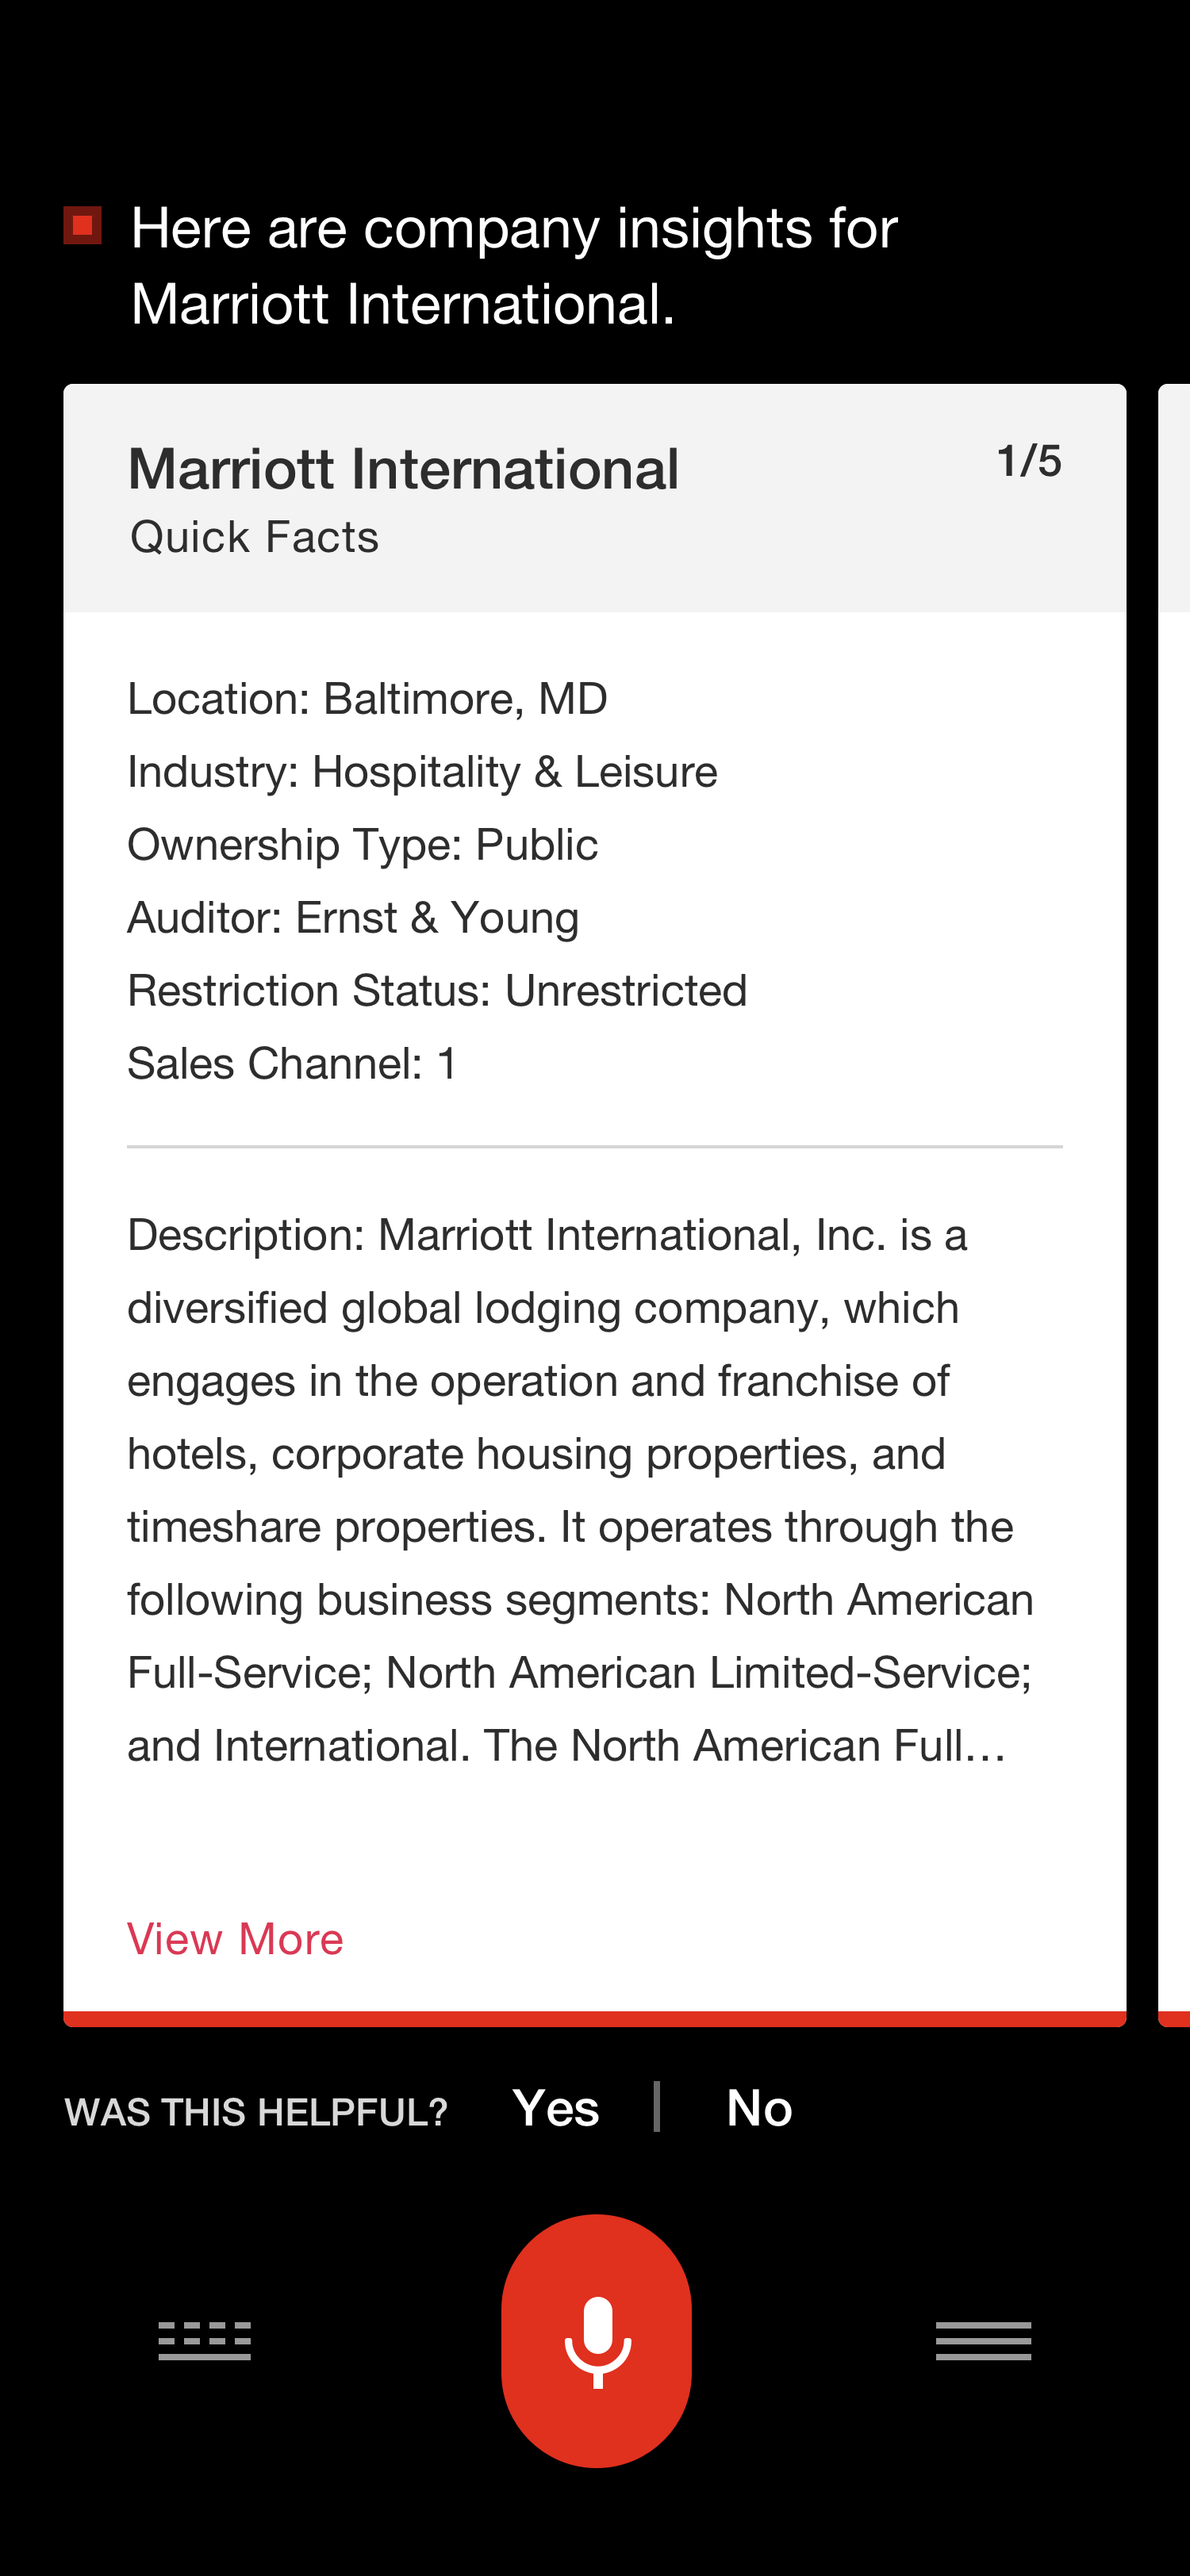 Here are company insights for
Marriott International.
Marriott International
1/5
Quick Facts
Location: Baltimore, MD
Industry: Hospitality & Leisure
Ownership Type: Public
Auditor: Ernst & Young
Restriction Status: Unrestricted
Sales Channel: 1
Description: Marriott International, Inc. is a
diversified global lodging company, which
engages in the operation and franchise of
hotels, corporate housing properties, and
timeshare properties. It operates through the
following business segments: North American
Full-Service; North American Limited-Service;
and International. The North American Full...
View More
WAS THIS HELPFUL? Yes | No